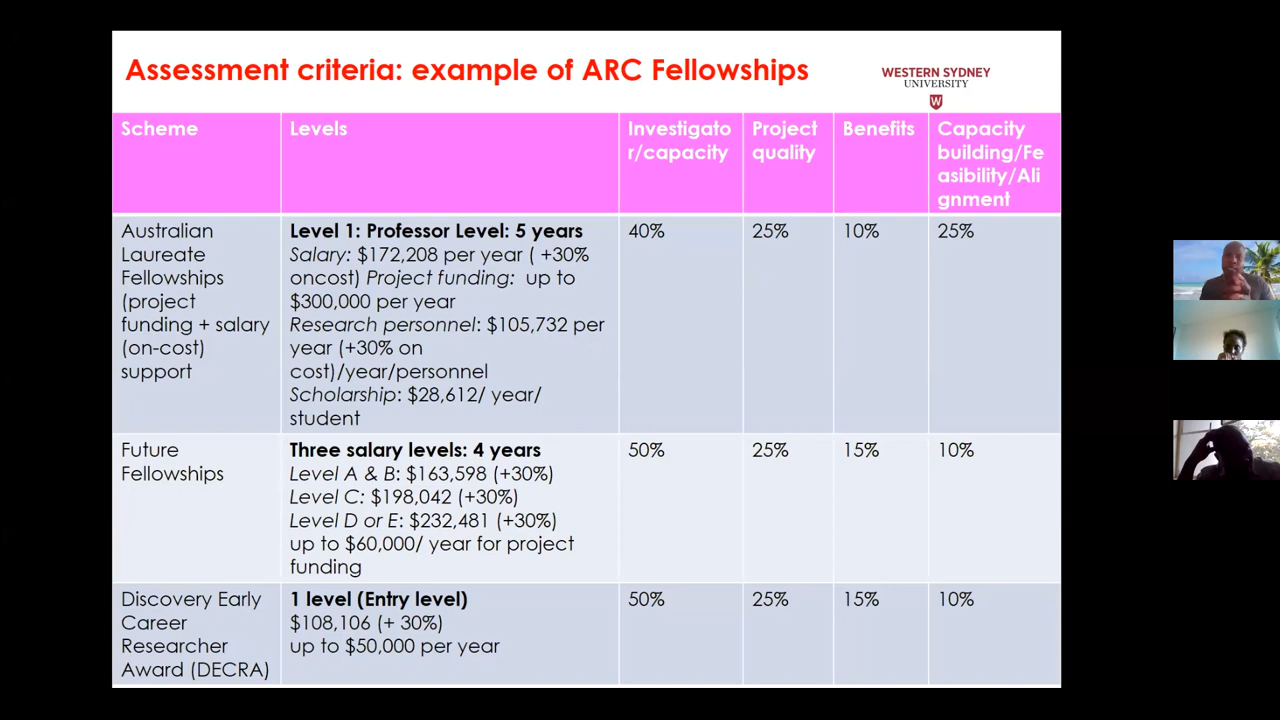 Assessment criteria: example of ARC Fellowships
WESTERN SYDNEY
UNIVERSITY
W
Scheme
Levels
Investigato
r/capacity
Project
quality
Benefits
Capacity
building/Fe
asibility/Ali
gnment
Australian
Laureate
Fellowships
(project
funding + salary
(on-cost)
support
Level 1: Professor Level: 5 years
Salary: $172,208 per year ( +30%
oncost) Project funding: up to
$300,000 per year
Research personnel: $105,732 per
year (+30% on
cost)/year/personnel
Scholarship: $28,612/ year/
student
40%
25%
10%
25%
Future
Fellowships
Three salary levels: 4 years
Level A & B: $163,598 (+30%)
Level C: $198,042 (+30%)
Level D or E: $232,481 (+30%)
up to $60,000/ year for project
funding
50%
25%
15%
10%
Discovery Early
Career
Researcher
Award (DECRA)
1 level (Entry level)
$108,106 (+ 30%)
up to $50,000 per year
50%
25%
15%
10%